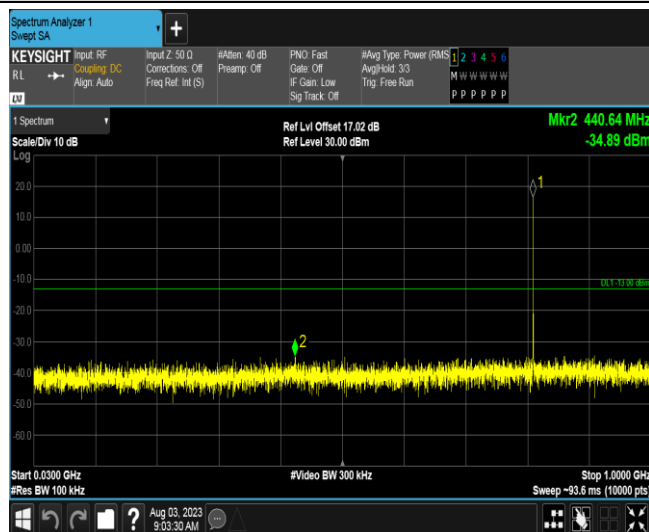 Spectrum Analyzer 1
Swept SA
+
KEYSIGHT
RL
LXI
Input: RF
Coupling: DC
Align: Auto
Input Z: 50 Ω
Corrections: Off
Freq Ref: Int (S)
#Atten: 40 dB
Preamp: Off
PNO: Fast
Gate: Off
IF Gain: Low
Sig Track: Off
#Avg Type: Power (RMS
Avg|Hold: 3/3
Trig: Free Run
1 2 3 4 5 6
M W W W W W
P P P P P P
1 Spectrum
Scale/Div 10 dB
Log
Ref Lvl Offset 17.02 dB
Ref Level 30.00 dBm
Mkr2 440.64 MHz
-34.89 dBm
20.0
10.0
0.00
-10.0
-20.0
-30.0
-40.0
-50.0
-60.0
1
DL1 -13.00 dBm
2
Start 0.0300 GHz
#Res BW 100 kHz
#Video BW 300 kHz
Stop 1.0000 GHz
Sweep ~93.6 ms (10000 pts)
?
Aug 03, 2023
9:03:30 AM